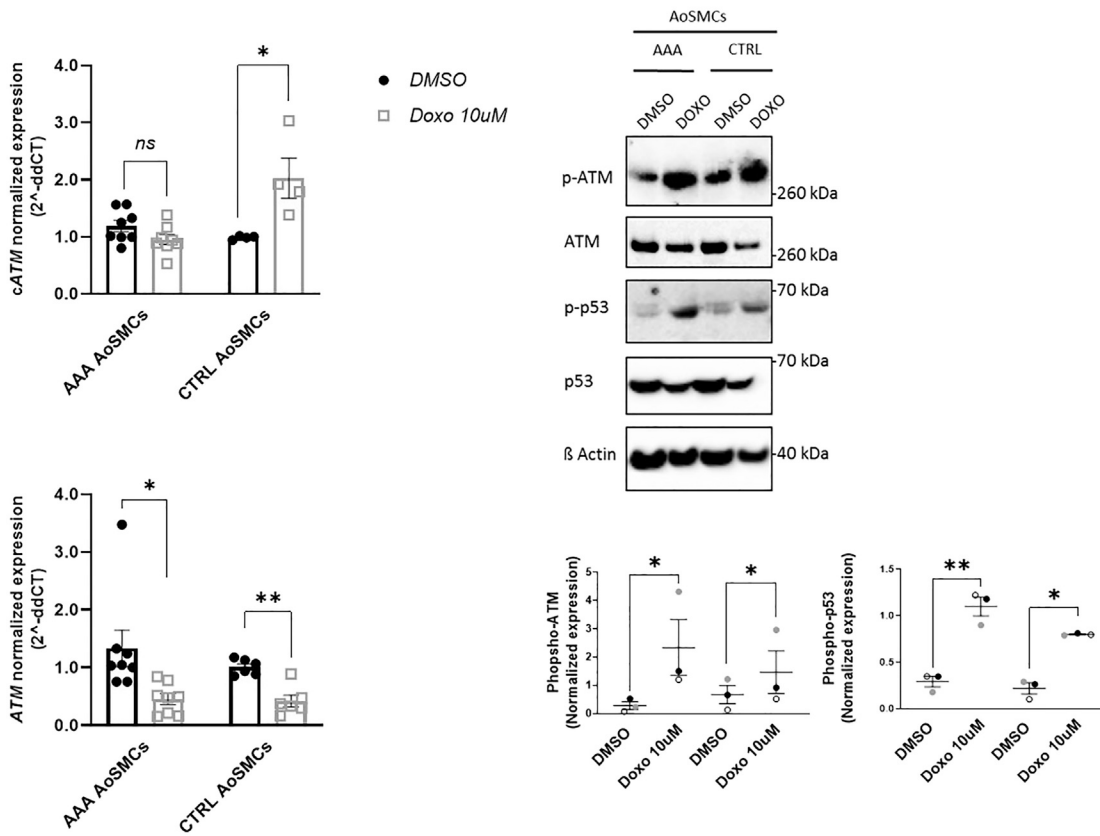 cATM normalized expression
(2^-ddCT)
4.0
3.0
2.0
1.0
0.0
ns
*
AAA AoSMCs
CTRL AoSMCs
DMSO
Doxo 10uM
AoSMCs
AAA
CTRL
DMSO
DOXO
DMSO
DOXO
p-ATM
-260 kDa
ATM
-260 kDa
-70 kDa
p-p53
-70 kDa
p53
ß Actin
-40 kDa
ATM normalized expression
(2^-ddCT)
4.0
3.0
2.0
1.0
0.0
*
**
AAA AoSMCs
CTRL AoSMCs
Phopsho-ATM
(Normalized expression)
5
4
3
2
1
0
*
*
DMSO
Doxo 10uM
DMSO
Doxo 10uM
Phospho-p53
(Normalized expression)
1.5
1.0
0.5
0.0
**
*
DMSO
Doxo 10uM
DMSO
Doxo 10uM